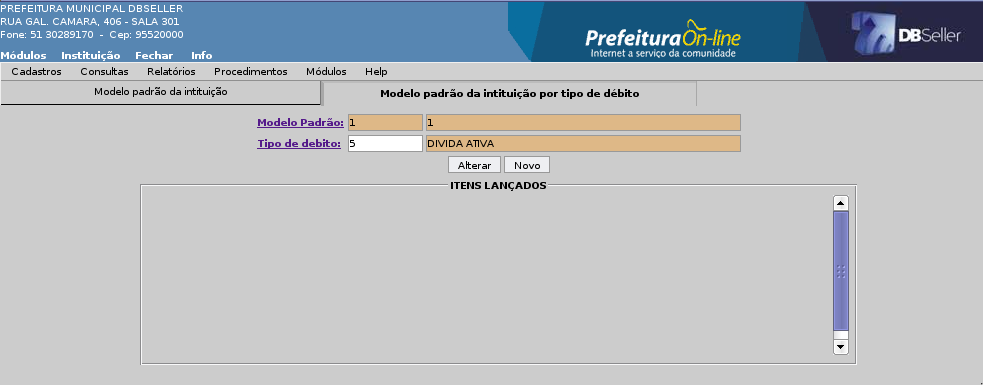 PREFEITURA MUNICIPAL DBSELLER
RUA GAL. CAMARA, 406 - SALA 301
Fone: 51 30289170 - Cep: 95520000
Módulos Instituição Fechar Info
Prefeitura On-line
Internet a serviço da comunidade
DBSeller
Cadastros Consultas Relatórios Procedimentos Módulos Help
Modelo padrão da intituição Modelo padrão da intituição por tipo de débito
Modelo Padrão: 1 1
Tipo de debito: 5 DIVIDA ATIVA
Alterar Novo
ITENS LANÇADOS